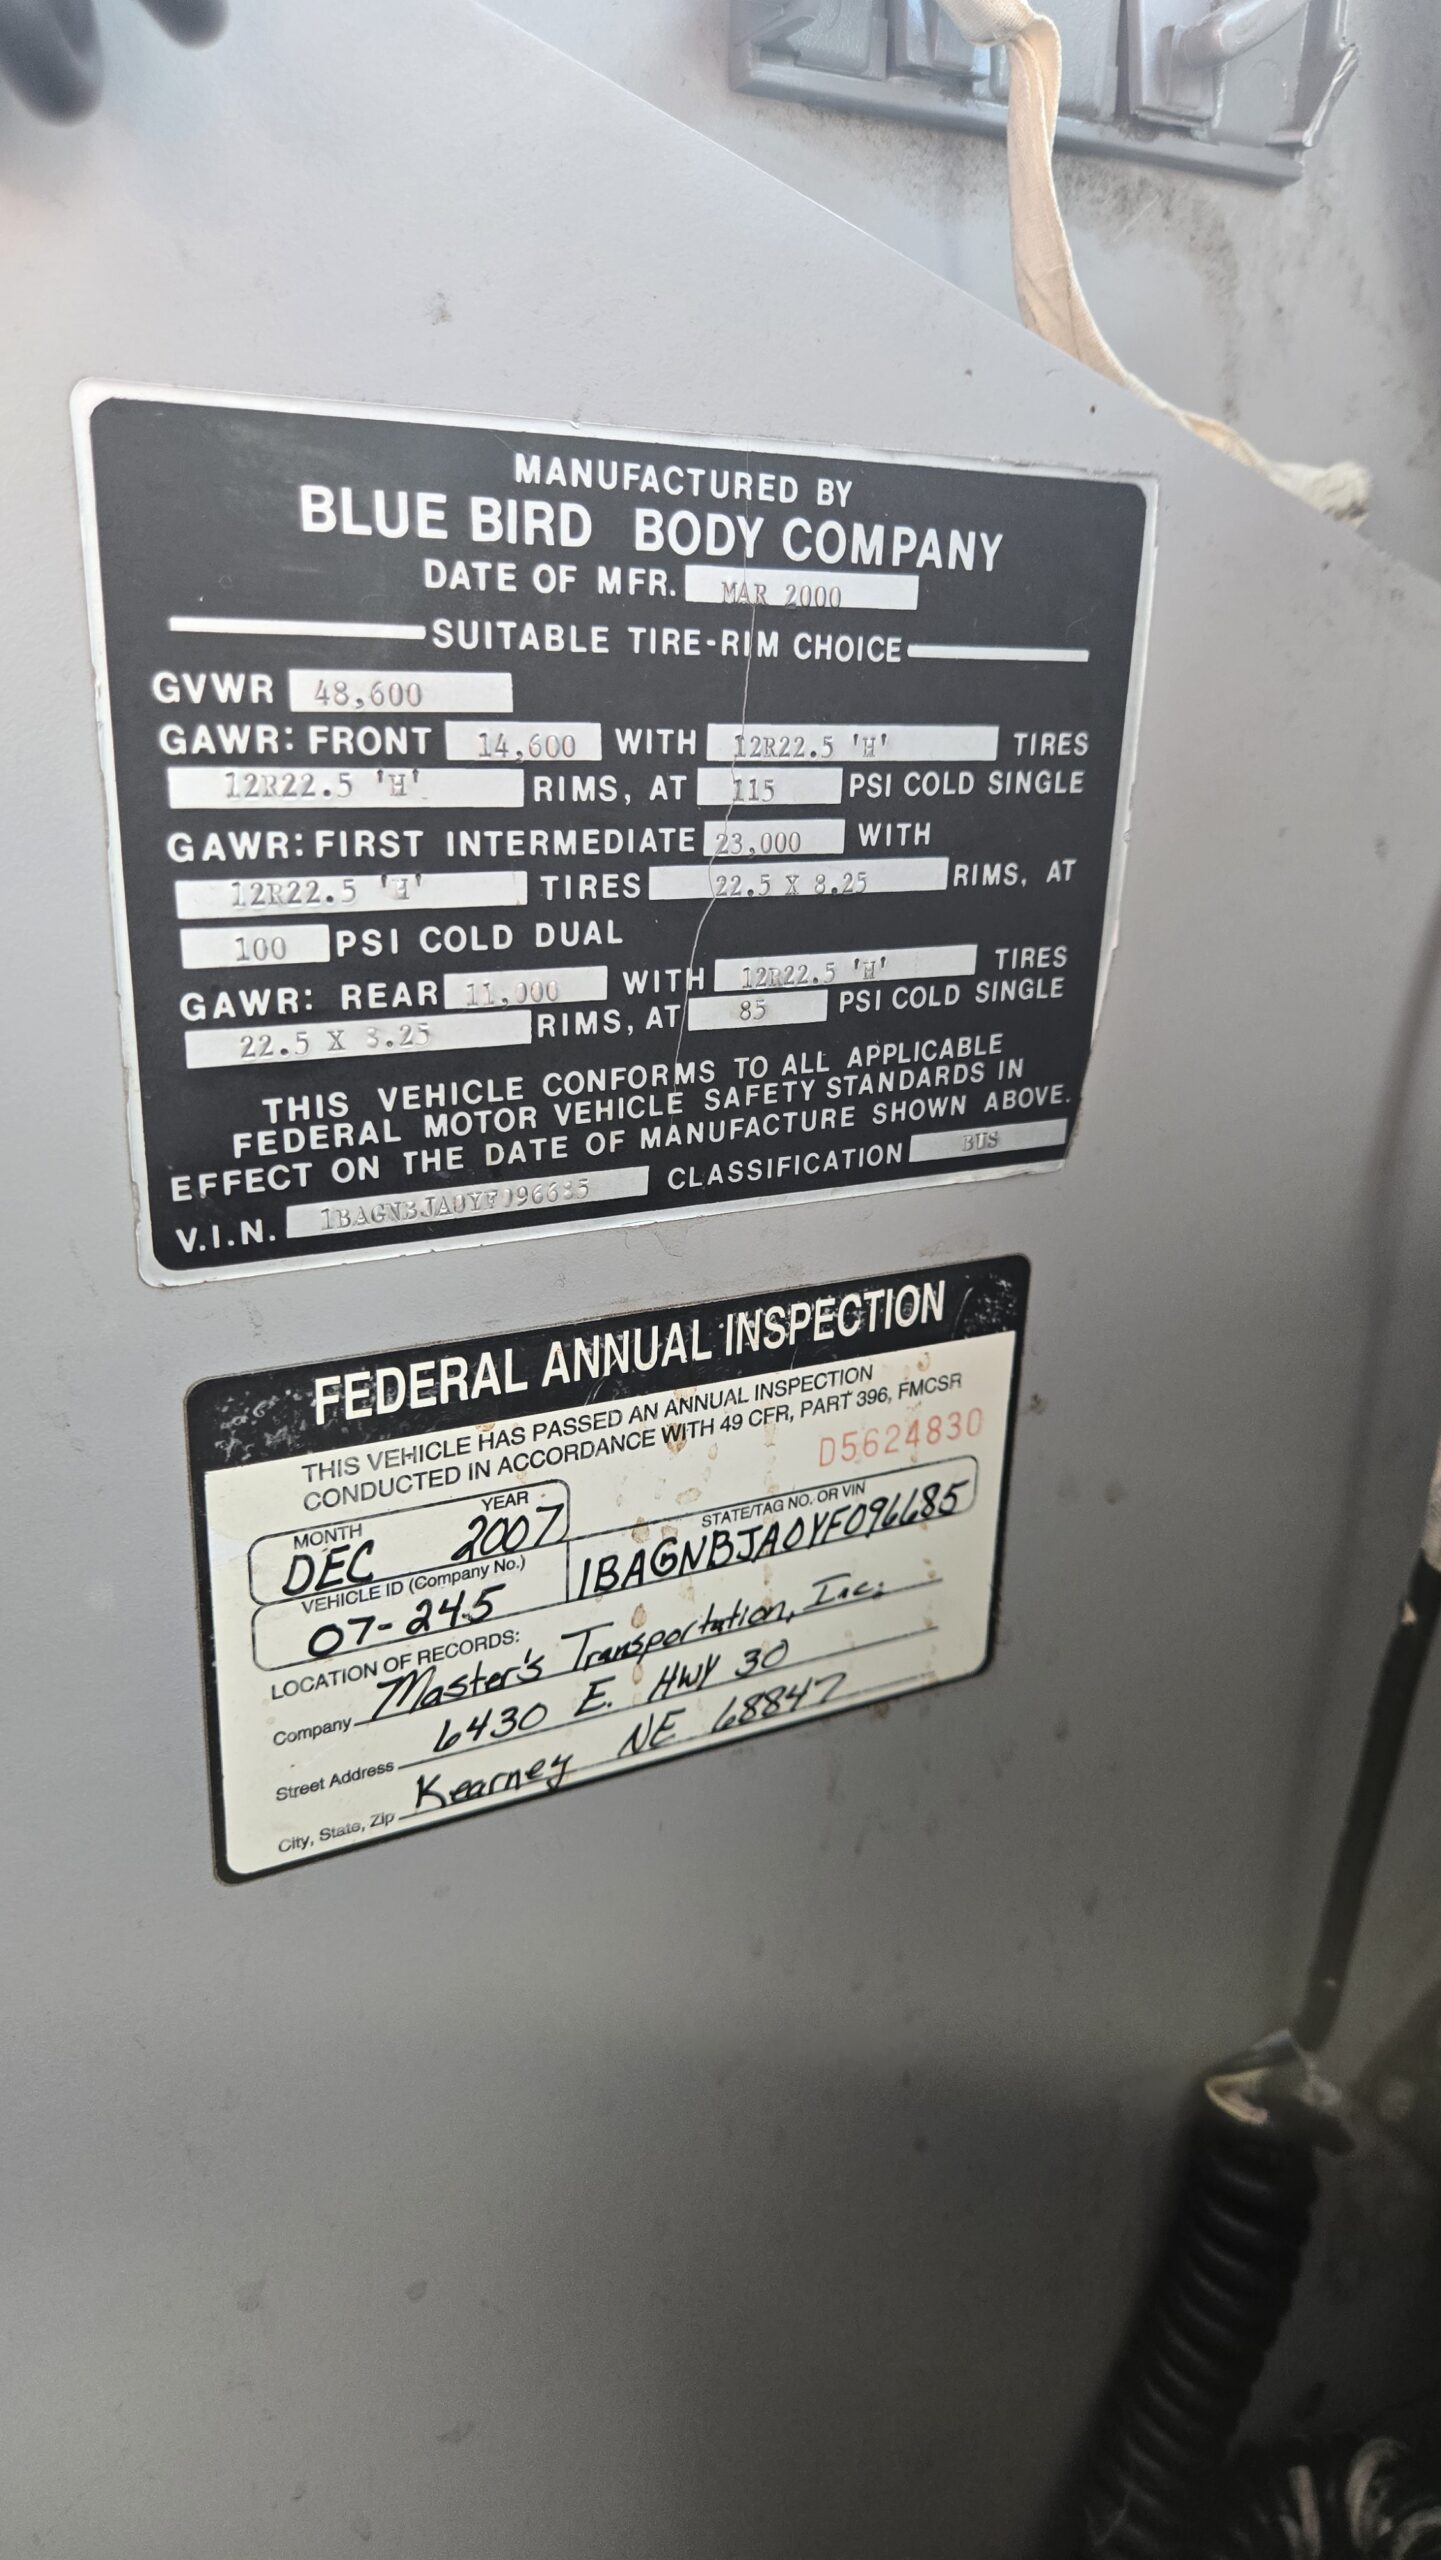 MANUFACTURED BY
BLUE BIRD BODY COMPANY
DATE OF MFR. MAR 2000
SUITABLE TIRE-RIM CHOICE
GVWR 48,600
GAWR: FRONT 14,600 WITH 12R22.5 'H' TIRES
12R22.5 'H' RIMS, AT 115 PSI COLD SINGLE
GAWR: FIRST INTERMEDIATE 23,000 WITH
12R22.5 'H' TIRES 22.5 X 8.25 RIMS, AT
100 PSI COLD DUAL
GAWR: REAR 11,000 WITH 12R22.5 'H' TIRES
22.5 X 8.25 RIMS, AT 85 PSI COLD SINGLE
THIS VEHICLE CONFORMS TO ALL APPLICABLE
FEDERAL MOTOR VEHICLE SAFETY STANDARDS IN
EFFECT ON THE DATE OF MANUFACTURE SHOWN ABOVE.
V.I.N. 1BAGNBJA0YF096685 CLASSIFICATION BUS
FEDERAL ANNUAL INSPECTION
THIS VEHICLE HAS PASSED AN ANNUAL INSPECTION
CONDUCTED IN ACCORDANCE WITH 49 CFR, PART 396, FMCSR
D5624830
MONTH YEAR STATE/TAG NO. OR VIN
DEC 2007 1BAGNBJA0YF096685
VEHICLE ID (Company No.)
07-245
LOCATION OF RECORDS:
Company Master's Transportation, Inc.
Street Address 6430 E. HWY 30
City, State, Zip Kearney NE 68847